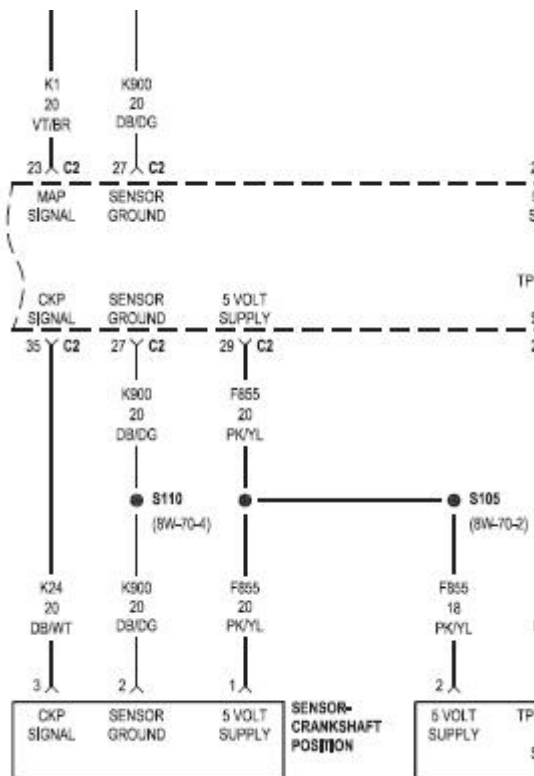 K1 K900
20 20
VT/BR DB/DG
23 C2 27 C2 2
MAP SENSOR
SIGNAL GROUND
TP
CKP SENSOR 5 VOLT
SIGNAL GROUND SUPPLY
35 C2 27 C2 29 C2 2
K900 F855
20 20
DB/DG PK/YL
S110 S105
(8W-70-4) (8W-70-2)
K24 K900 F855 F855
20 20 20 18
DB/WT DB/DG PK/YL PK/YL
3 2 1 2
CKP SENSOR 5 VOLT SENSOR- 5 VOLT TP
SIGNAL GROUND SUPPLY CRANKSHAFT SUPPLY
POSITION